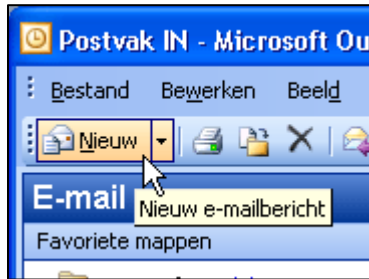 Postvak IN - Microsoft Ou
Bestand Bewerken Beeld
Nieuw
E-mail
Nieuw e-mailbericht
Favoriete mappen